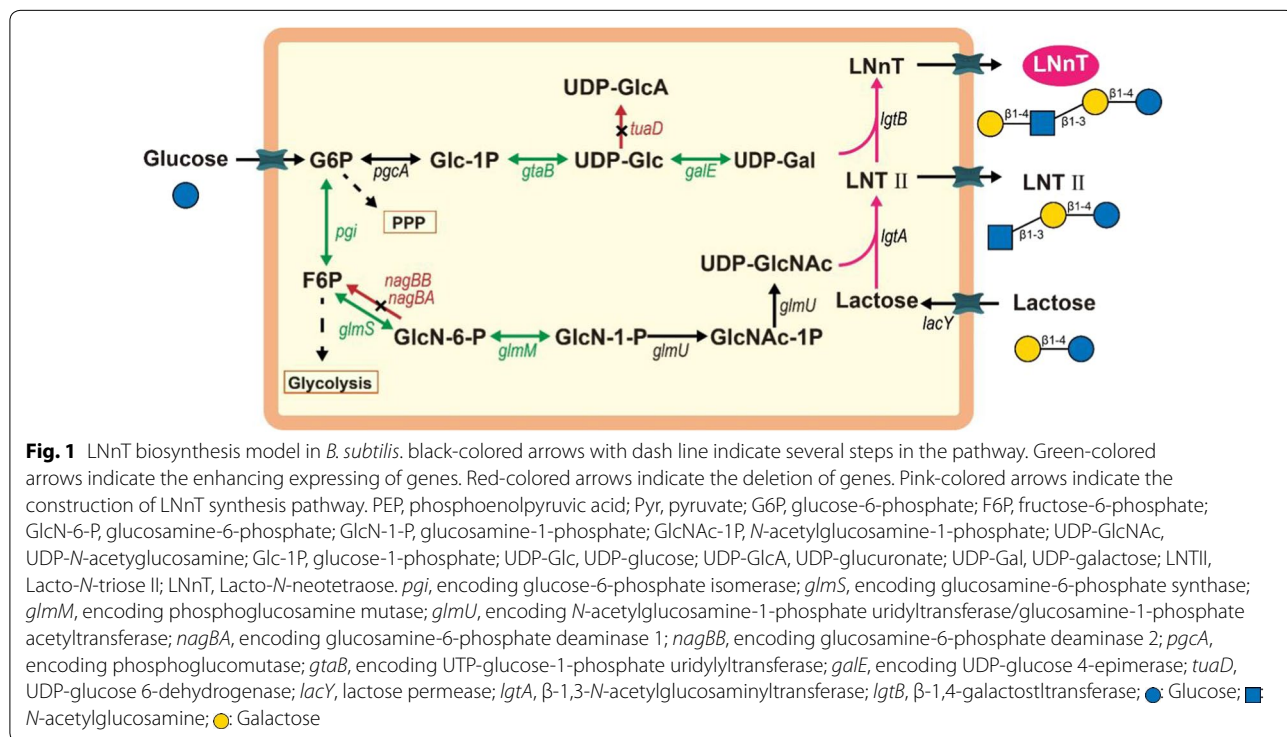 LNnT
LNnT
UDP-GlcA
β1-4
β1-4
β1-3
lgtB
tuaD
Glucose
G6P
Glc-1P
UDP-Glc
UDP-Gal
pgcA
gtaB
galE
LNT II
LNT II
PPP
β1-4
β1-3
pgi
lgtA
UDP-GlcNAc
F6P
nagBB
nagBA
Lactose
Lactose
glmU
lacY
glmS
GlcN-6-P
GlcN-1-P
GlcNAc-1P
glmM
glmU
β1-4
Glycolysis
Fig. 1 LNnT biosynthesis model in B. subtilis. black-colored arrows with dash line indicate several steps in the pathway. Green-colored
arrows indicate the enhancing expressing of genes. Red-colored arrows indicate the deletion of genes. Pink-colored arrows indicate the
construction of LNnT synthesis pathway. PEP, phosphoenolpyruvic acid; Pyr, pyruvate; G6P, glucose-6-phosphate; F6P, fructose-6-phosphate;
GlcN-6-P, glucosamine-6-phosphate; GlcN-1-P, glucosamine-1-phosphate; GlcNAc-1P, N-acetylglucosamine-1-phosphate; UDP-GlcNAc,
UDP-N-acetyglucosamine; Glc-1P, glucose-1-phosphate; UDP-Glc, UDP-glucose; UDP-GlcA, UDP-glucuronate; UDP-Gal, UDP-galactose; LNTII,
Lacto-N-triose II; LNnT, Lacto-N-neotetraose. pgi, encoding glucose-6-phosphate isomerase; glmS, encoding glucosamine-6-phosphate synthase;
glmM, encoding phosphoglucosamine mutase; glmU, encoding N-acetylglucosamine-1-phosphate uridyltransferase/glucosamine-1-phosphate
acetyltransferase; nagBA, encoding glucosamine-6-phosphate deaminase 1; nagBB, encoding glucosamine-6-phosphate deaminase 2; pgcA,
encoding phosphoglucomutase; gtaB, encoding UTP-glucose-1-phosphate uridylyltransferase; galE, encoding UDP-glucose 4-epimerase; tuaD,
UDP-glucose 6-dehydrogenase; lacY, lactose permease; lgtA, β-1,3-N-acetylglucosaminyltransferase; lgtB, β-1,4-galactostltransferase; : Glucose; :
N-acetylglucosamine; : Galactose